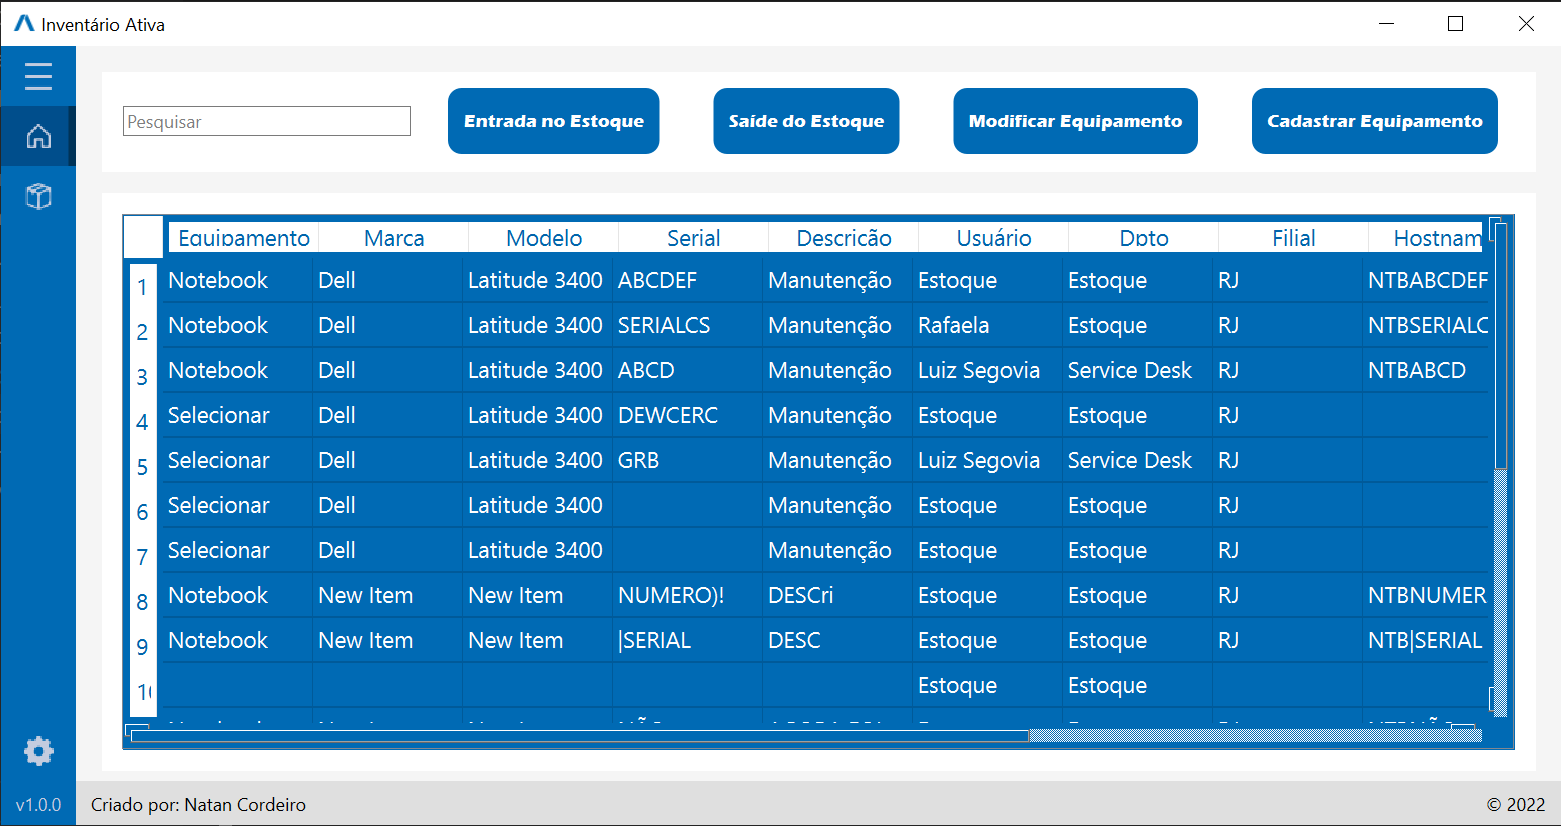 Inventário Ativa
Pesquisar
Entrada no Estoque
Saíde do Estoque
Modificar Equipamento
Cadastrar Equipamento
Equipamento Marca Modelo Serial Descrição Usuário Dpto Filial Hostnam
1 Notebook Dell Latitude 3400 ABCDEF Manutenção Estoque Estoque RJ NTBABCDEF
2 Notebook Dell Latitude 3400 SERIALCS Manutenção Rafaela Estoque RJ NTBSERIALC
3 Notebook Dell Latitude 3400 ABCD Manutenção Luiz Segovia Service Desk RJ NTBABCD
4 Selecionar Dell Latitude 3400 DEWCERC Manutenção Estoque Estoque RJ
5 Selecionar Dell Latitude 3400 GRB Manutenção Luiz Segovia Service Desk RJ
6 Selecionar Dell Latitude 3400 Manutenção Estoque Estoque RJ
7 Selecionar Dell Latitude 3400 Manutenção Estoque Estoque RJ
8 Notebook New Item New Item NUMERO)! DESCri Estoque Estoque RJ NTBNUMER
9 Notebook New Item New Item |SERIAL DESC Estoque Estoque RJ NTB|SERIAL
10 Estoque Estoque
v1.0.0
Criado por: Natan Cordeiro
© 2022